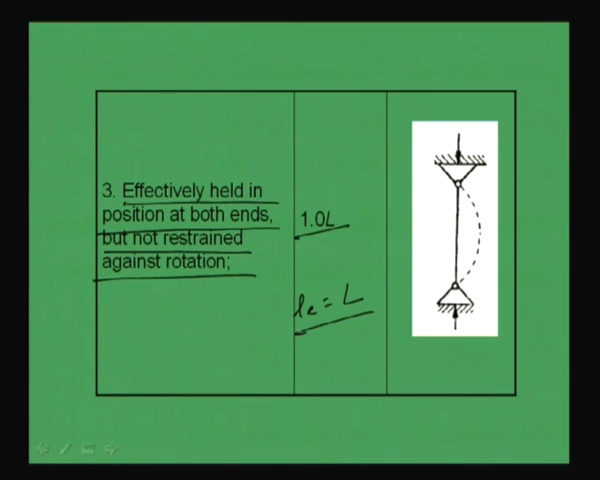 3. Effectively held in
position at both ends,
but not restrained
against rotation;
1.0L
le = L